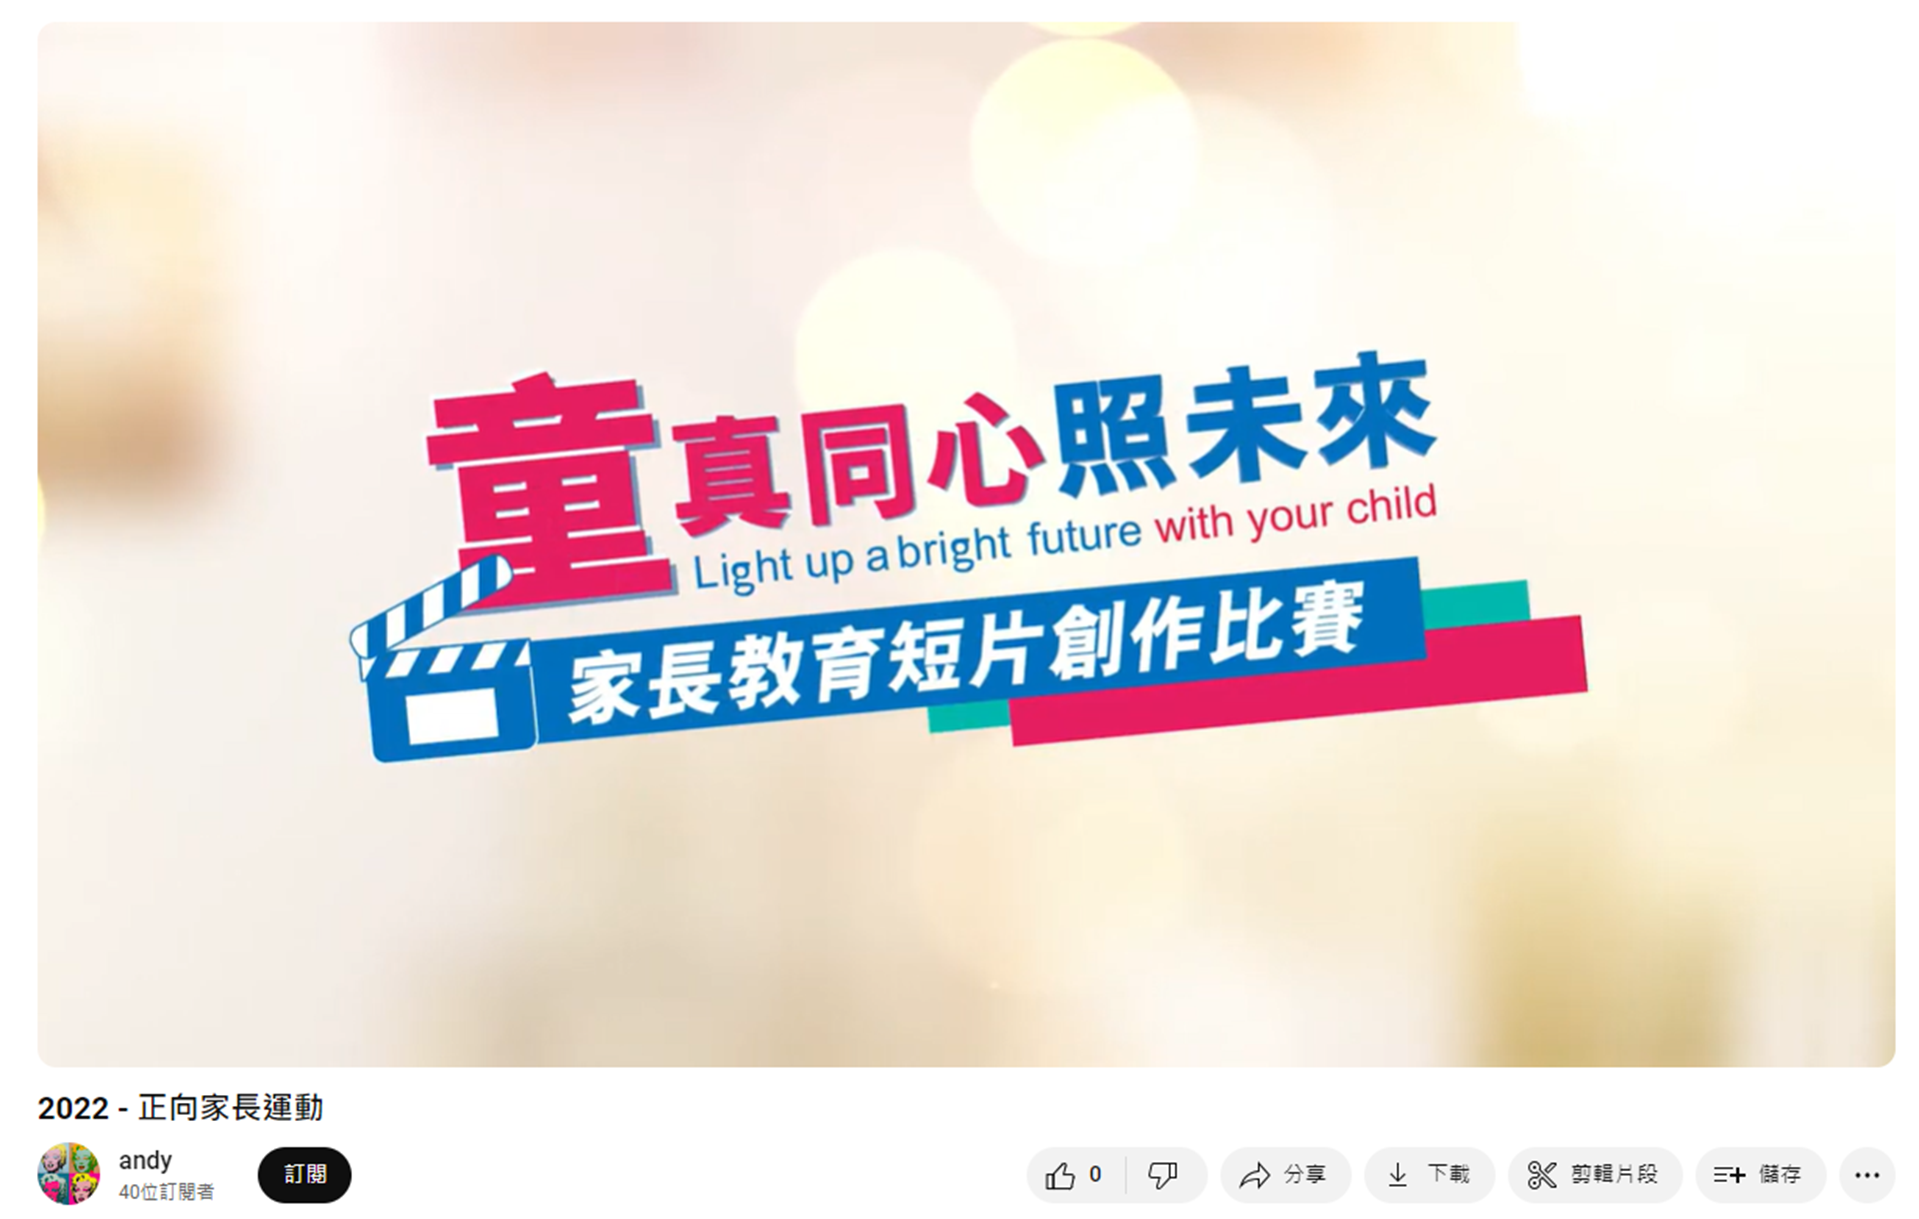 童真同心照未來
Light up a bright future with your child
家長教育短片創作比賽
2022 - 正向家長運動
andy
40位訂閱者
訂閱
0
分享
下載
剪輯片段
儲存